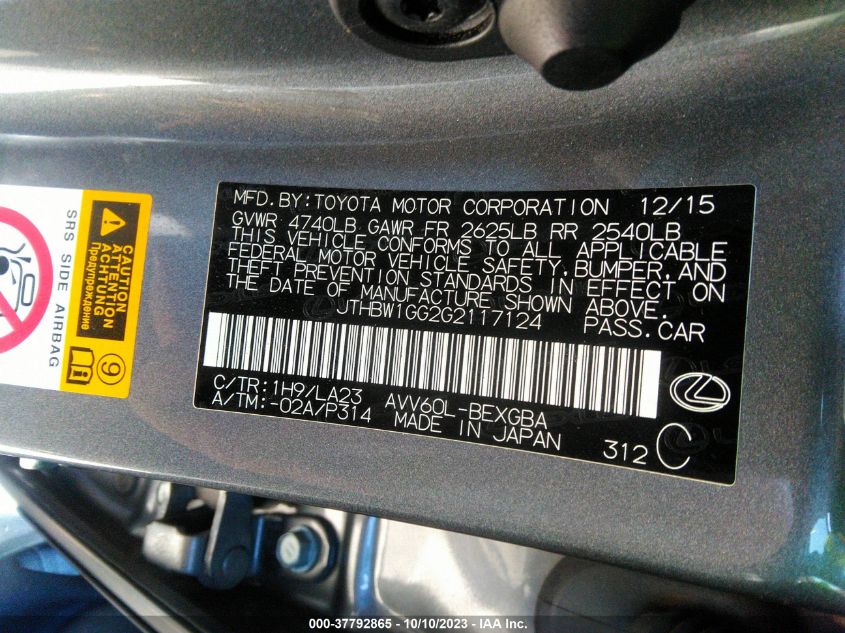 MFD. BY: TOYOTA MOTOR CORPORATION 12/15
GVWR 4740LB GAWR FR 2625LB RR 2540LB
THIS VEHICLE CONFORMS TO ALL APPLICABLE
FEDERAL MOTOR VEHICLE SAFETY, BUMPER, AND
THEFT PREVENTION STANDARDS IN EFFECT ON
THE DATE OF MANUFACTURE SHOWN ABOVE.
JTHBW1GG2G2117124 PASS.CAR
C/TR:1H9/LA23 AVV60L-BEXGBA
A/TM:-02A/P314 MADE IN JAPAN
312 C
SRS SIDE AIRBAG
CAUTION
ATTENTION
ACHTUNG
Предупреждение
9
000-37792865 - 10/10/2023 - IAA Inc.